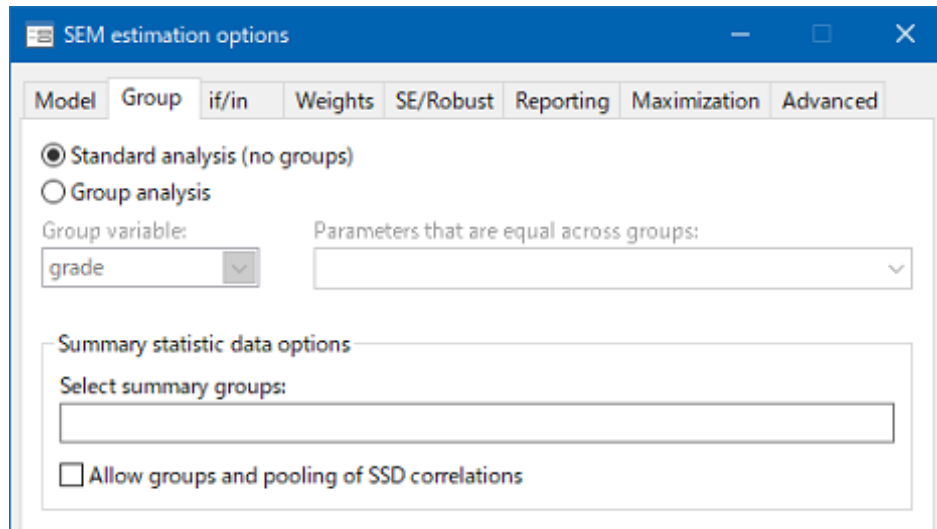 SEM estimation options
Model Group if/in Weights SE/Robust Reporting Maximization Advanced
Standard analysis (no groups)
Group analysis
Group variable: Parameters that are equal across groups:
grade
Summary statistic data options
Select summary groups:
Allow groups and pooling of SSD correlations